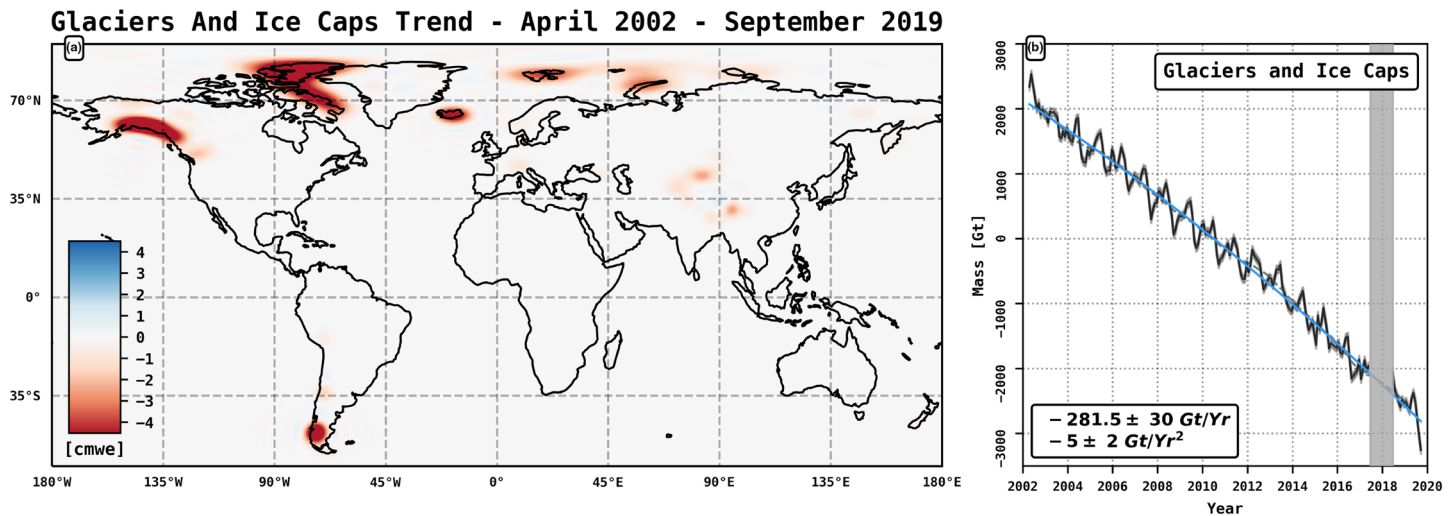 Glaciers And Ice Caps Trend - April 2002 - September 2019
(a)
70°N
35°N
0°
35°S
4
3
2
1
0
−1
−2
−3
−4
[cmwe]
180°W 135°W 90°W 45°W 0° 45°E 90°E 135°E 180°E
(b)
Glaciers and Ice Caps
3000
2000
1000
0
-1000
-2000
-3000
Mass [Gt]
− 281.5 ± 30 Gt/Yr
− 5 ± 2 Gt/Yr²
2002 2004 2006 2008 2010 2012 2014 2016 2018 2020
Year